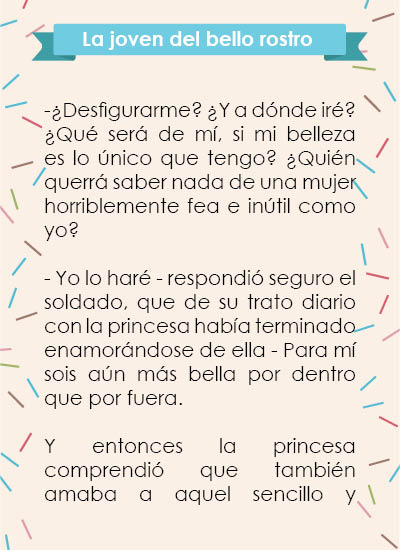 La joven del bello rostro
-¿Desfigurarme? ¿Y a dónde iré?
¿Qué será de mí, si mi belleza
es lo único que tengo? ¿Quién
querrá saber nada de una mujer
horriblemente fea e inútil como
yo?
- Yo lo haré - respondió seguro el
soldado, que de su trato diario
con la princesa había terminado
enamorándose de ella - Para mí
sois aún más bella por dentro
que por fuera.
Y entonces la princesa
comprendió que también
amaba a aquel sencillo y